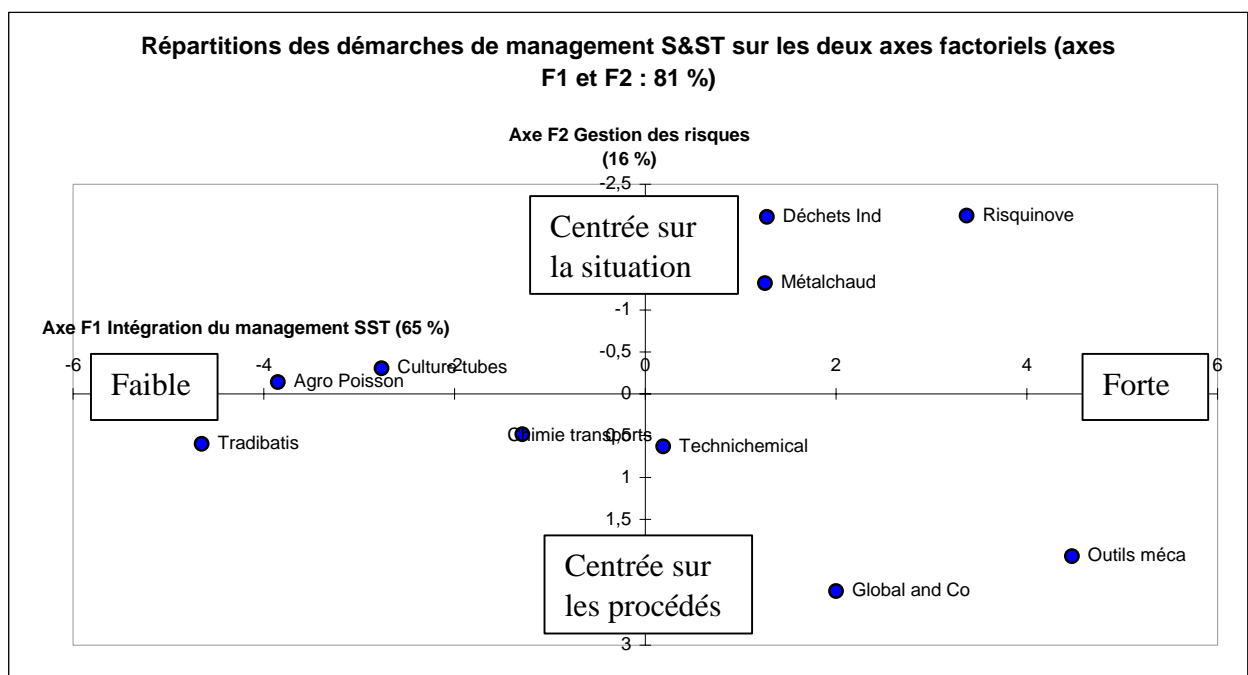 Répartitions des démarches de management S&ST sur les deux axes factoriels (axes
F1 et F2 : 81 %)
Axe F2 Gestion des risques
(16 %)
-2,5
Centrée sur
la situation
Déchets Ind
Risquinove
Métalchaud
-1
Axe F1 Intégration du management SST (65 %)
-0,5
-6
-4
-2
0
2
4
6
Culture tubes
Faible
Agro Poisson
0
Forte
Tradibatis
Chimie transports
0,5
Technichemical
1
1,5
Centrée sur
les procédés
Outils méca
Global and Co
3